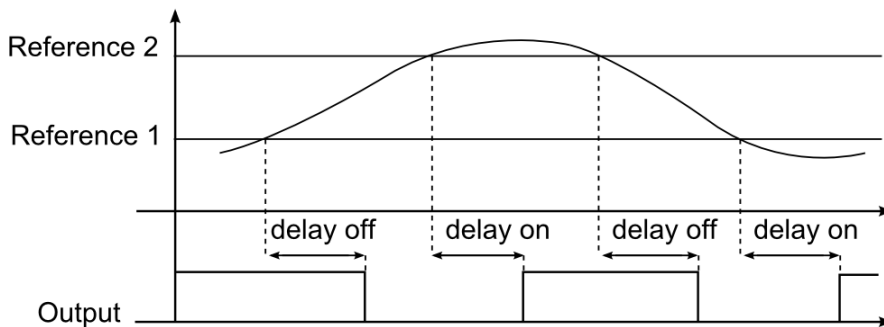 Reference 2
Reference 1
delay off
delay on
delay off
delay on
Output